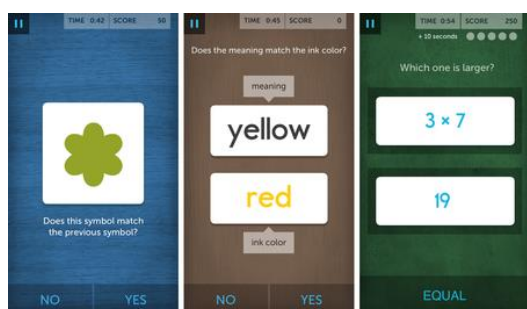 TIME 0:42 SCORE 50
Does this symbol match
the previous symbol?
NO YES
TIME 0:45 SCORE 0
Does the meaning match the ink color?
meaning
yellow
red
ink color
NO YES
TIME 0:54 SCORE 250
+ 10 seconds
Which one is larger?
3 × 7
19
EQUAL